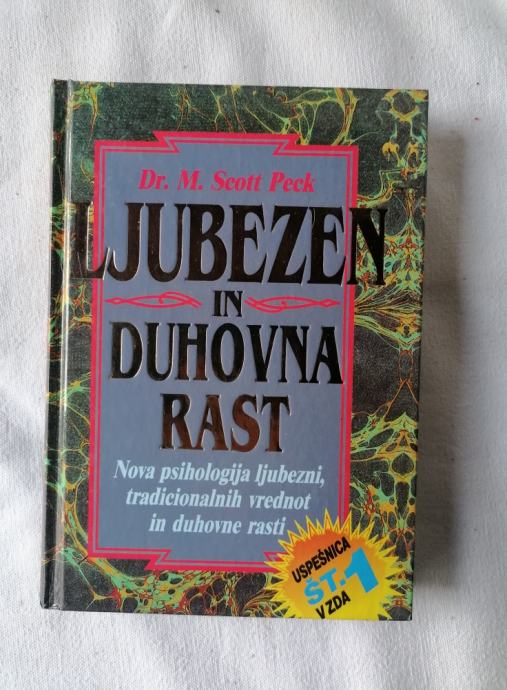 Dr. M. Scott Peck
LJUBEZEN
IN
DUHOVNA
RAST
Nova psihologija ljubezni,
tradicionalnih vrednot
in duhovne rasti
USPEŠNICA
ŠT. 1
V ZDA